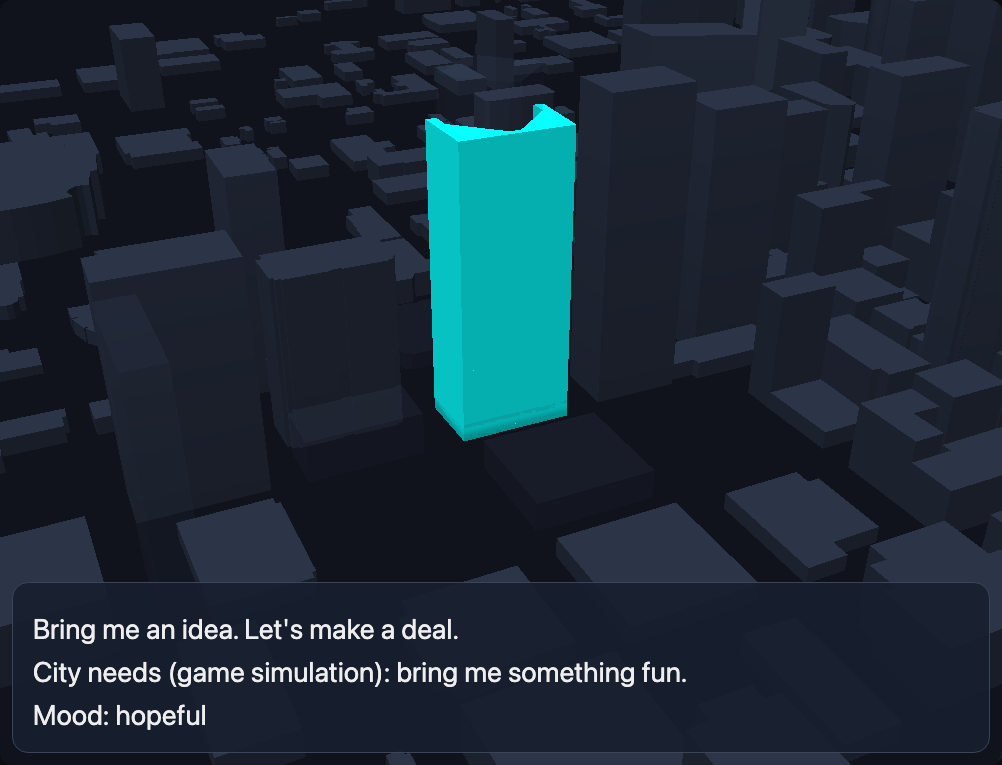 Bring me an idea. Let's make a deal.
City needs (game simulation): bring me something fun.
Mood: hopeful